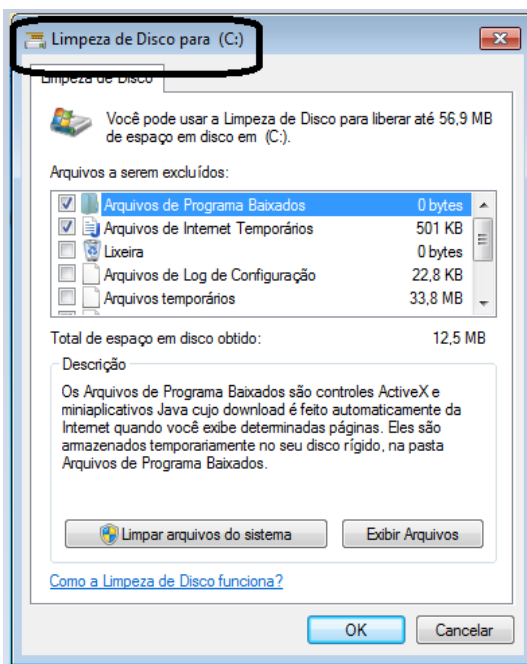 Limpeza de Disco para (C:)
Limpeza de Disco
Você pode usar a Limpeza de Disco para liberar até 56,9 MB
de espaço em disco em (C:).
Arquivos a serem excluídos:
Arquivos de Programa Baixados 0 bytes
Arquivos de Internet Temporários 501 KB
Lixeira 0 bytes
Arquivos de Log de Configuração 22,8 KB
Arquivos temporários 33,8 MB
Total de espaço em disco obtido: 12,5 MB
Descrição
Os Arquivos de Programa Baixados são controles ActiveX e
miniaplicativos Java cujo download é feito automaticamente da
Internet quando você exibe determinadas páginas. Eles são
armazenados temporariamente no seu disco rígido, na pasta
Arquivos de Programa Baixados.
Limpar arquivos do sistema Exibir Arquivos
Como a Limpeza de Disco funciona?
OK Cancelar